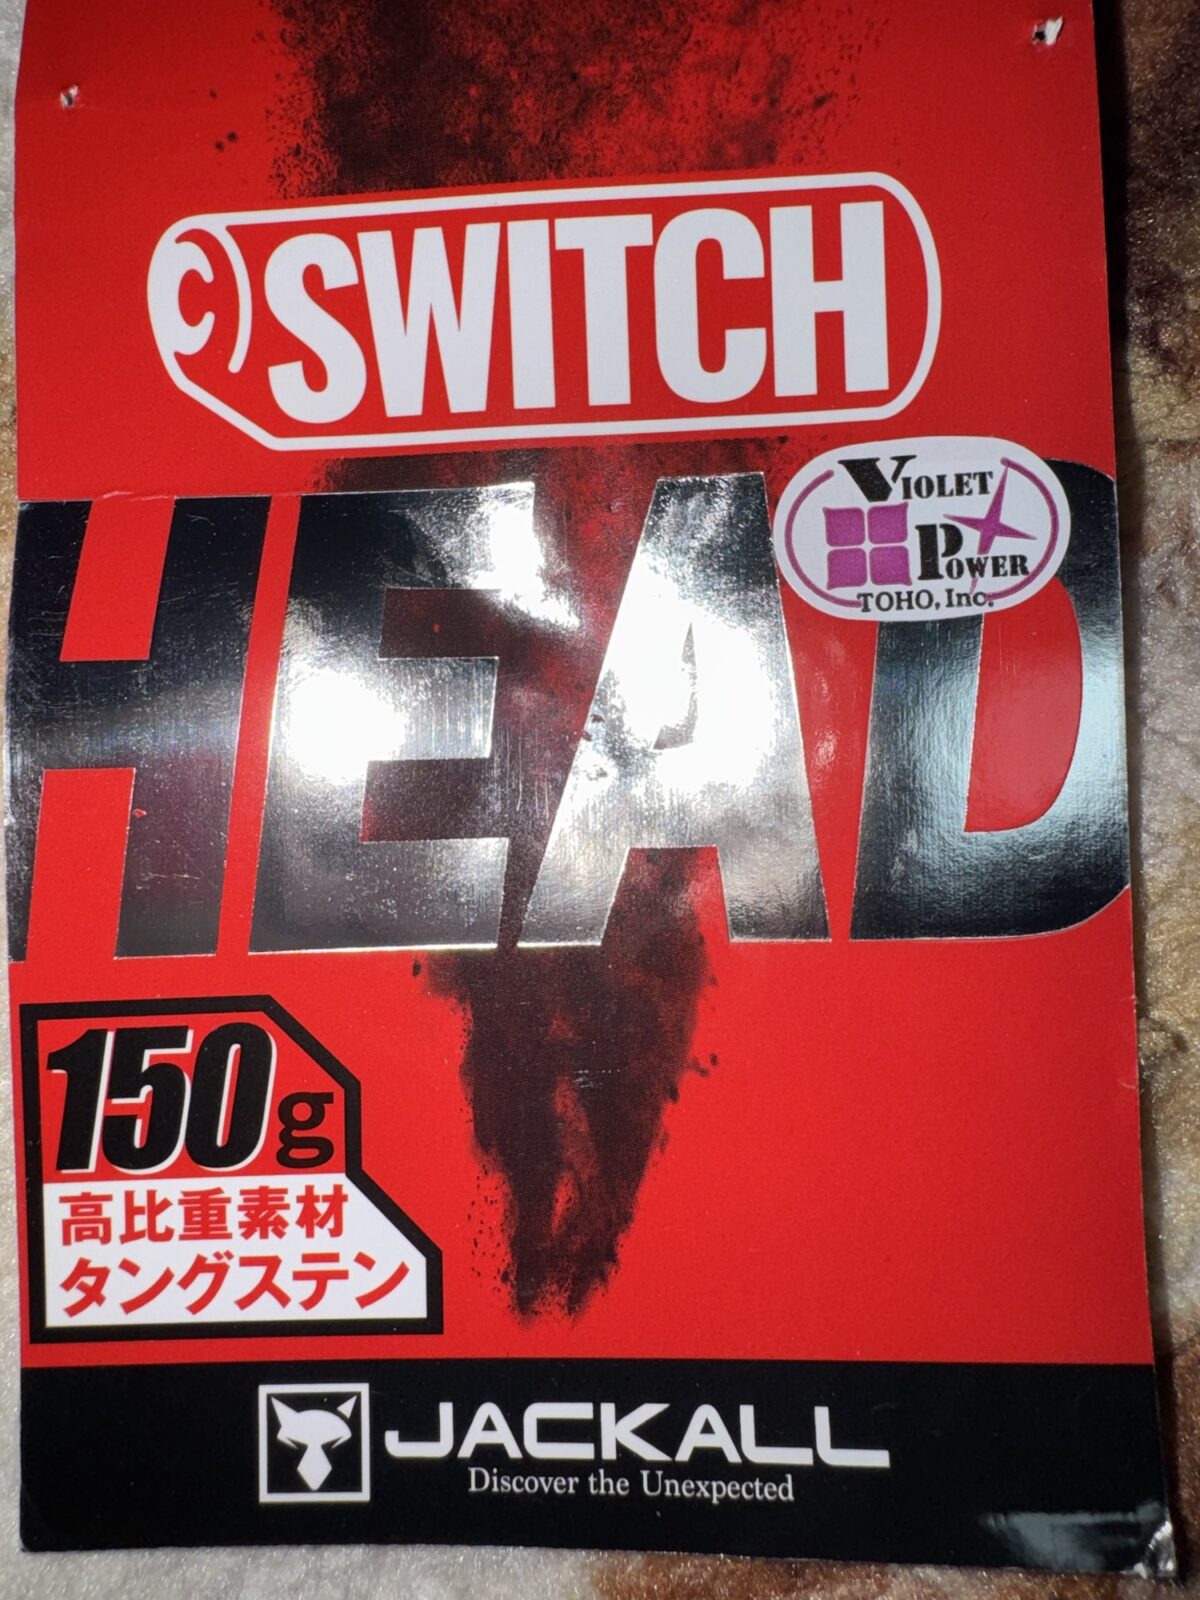 C SWITCH
HEAD
VIOLET
POWER
TOHO, Inc.
150g
高比重素材
タングステン
JACKALL
Discover the Unexpected